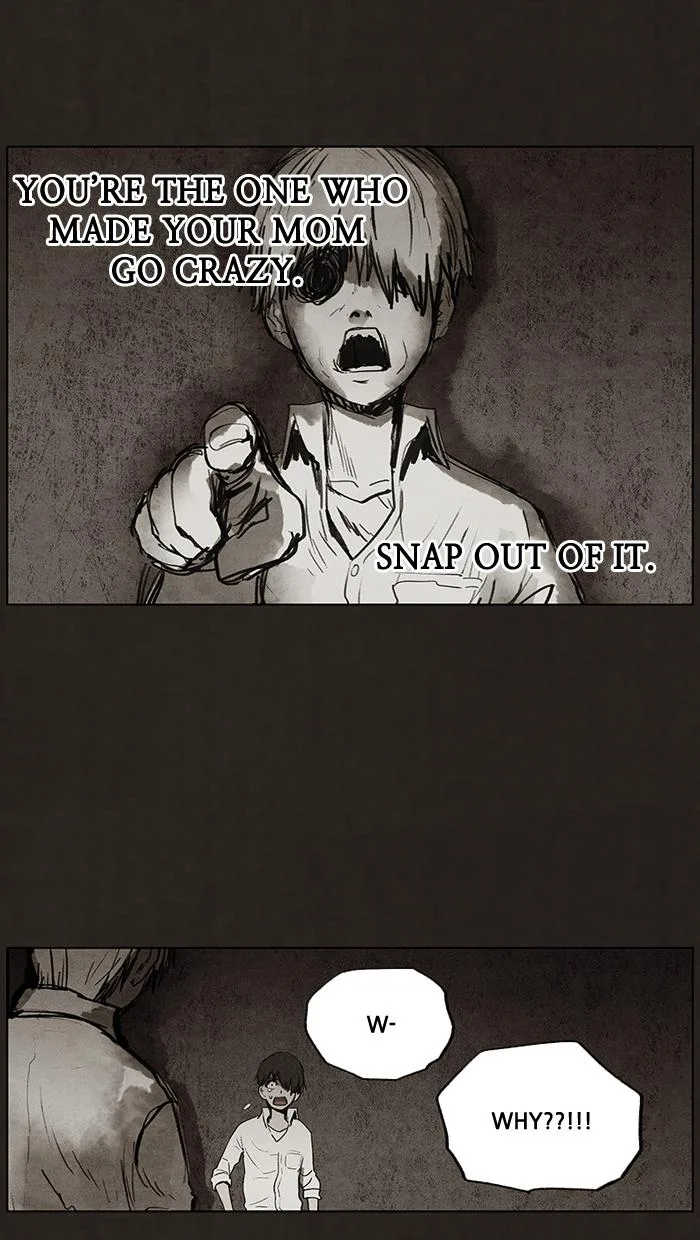 YOU'RE THE ONE WHO
MADE YOUR MOM
GO CRAZY.
SNAP OUT OF IT.
W-
WHY??!!!